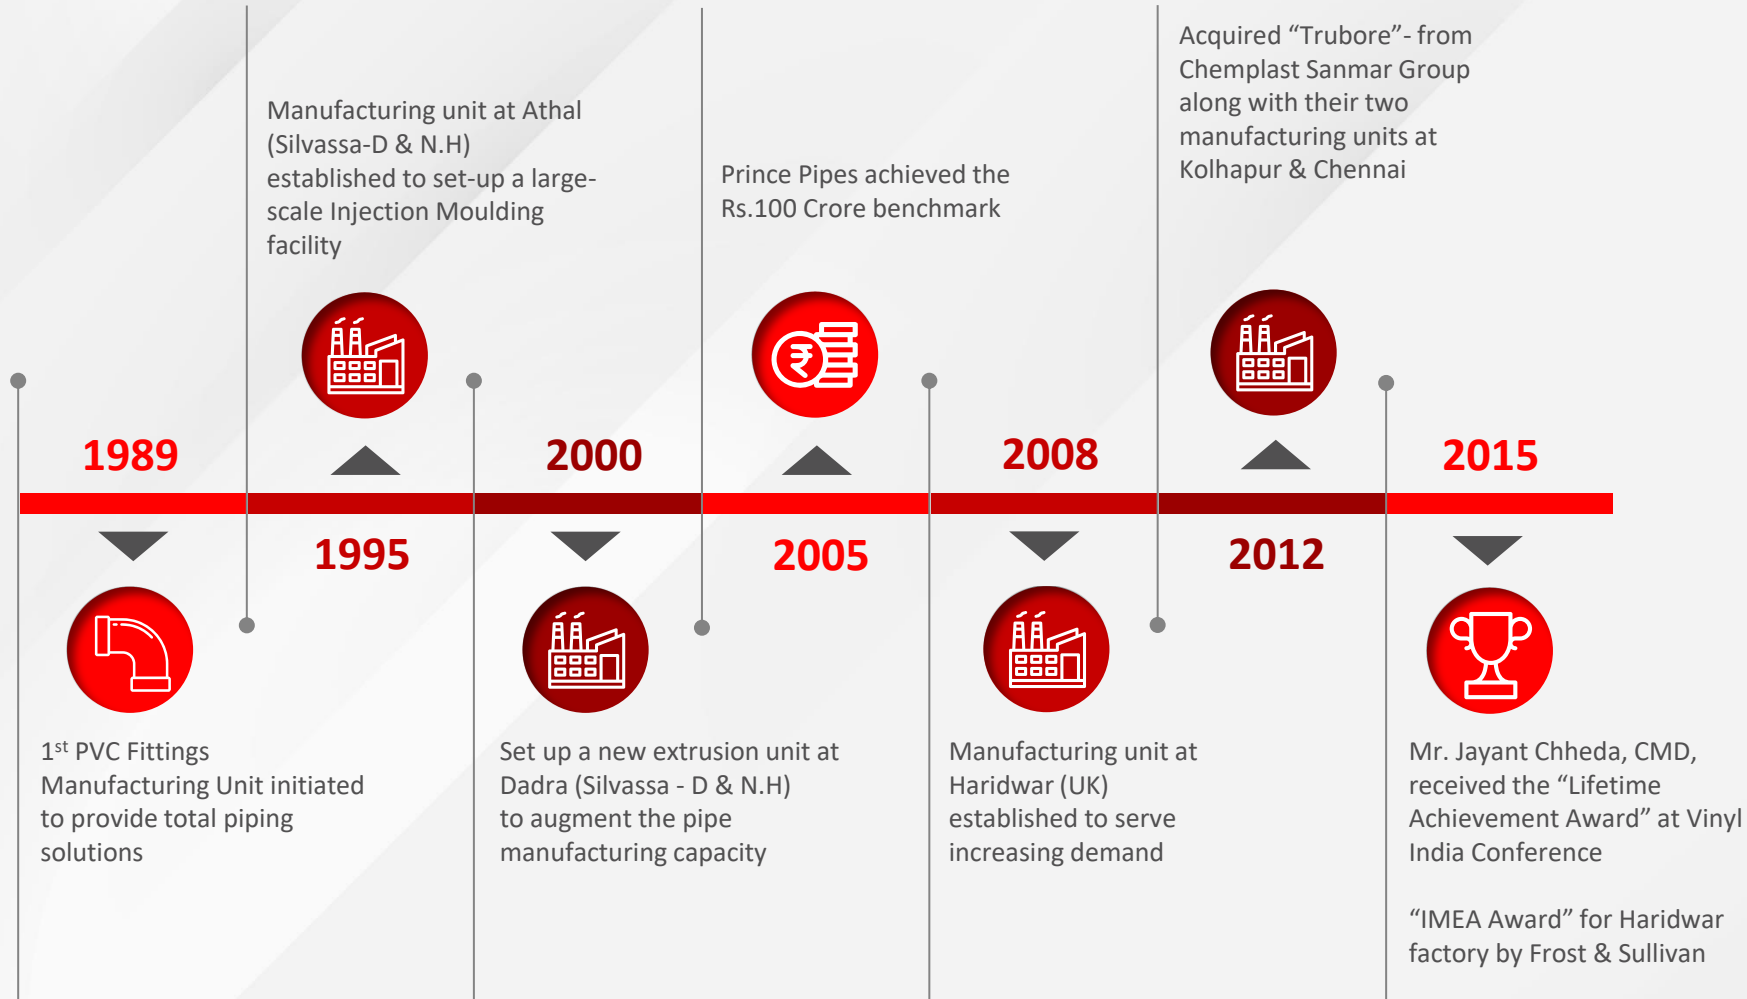 1989
1st PVC Fittings
Manufacturing Unit initiated
to provide total piping
solutions
Manufacturing unit at Athal
(Silvassa-D & N.H)
established to set-up a large-
scale Injection Moulding
facility
1995
2000
Set up a new extrusion unit at
Dadra (Silvassa - D & N.H)
to augment the pipe
manufacturing capacity
Prince Pipes achieved the
Rs.100 Crore benchmark
₹
2005
2008
Manufacturing unit at
Haridwar (UK)
established to serve
increasing demand
Acquired “Trubore”- from
Chemplast Sanmar Group
along with their two
manufacturing units at
Kolhapur & Chennai
2012
2015
Mr. Jayant Chheda, CMD,
received the “Lifetime
Achievement Award” at Vinyl
India Conference
“IMEA Award” for Haridwar
factory by Frost & Sullivan